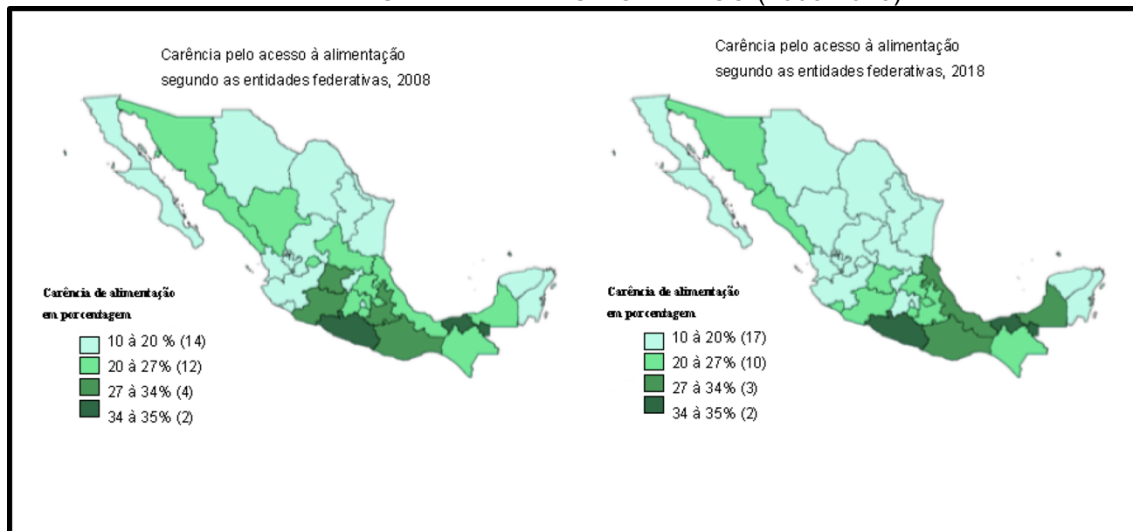 Carência pelo acesso à alimentação
segundo as entidades federativas, 2008
Carência de alimentação
em porcentagem
10 à 20 % (14)
20 à 27% (12)
27 à 34% (4)
34 à 35% (2)
Carência pelo acesso à alimentação
segundo as entidades federativas, 2018
Carência de alimentação
em porcentagem
10 à 20% (17)
20 à 27% (10)
27 à 34% (3)
34 à 35% (2)